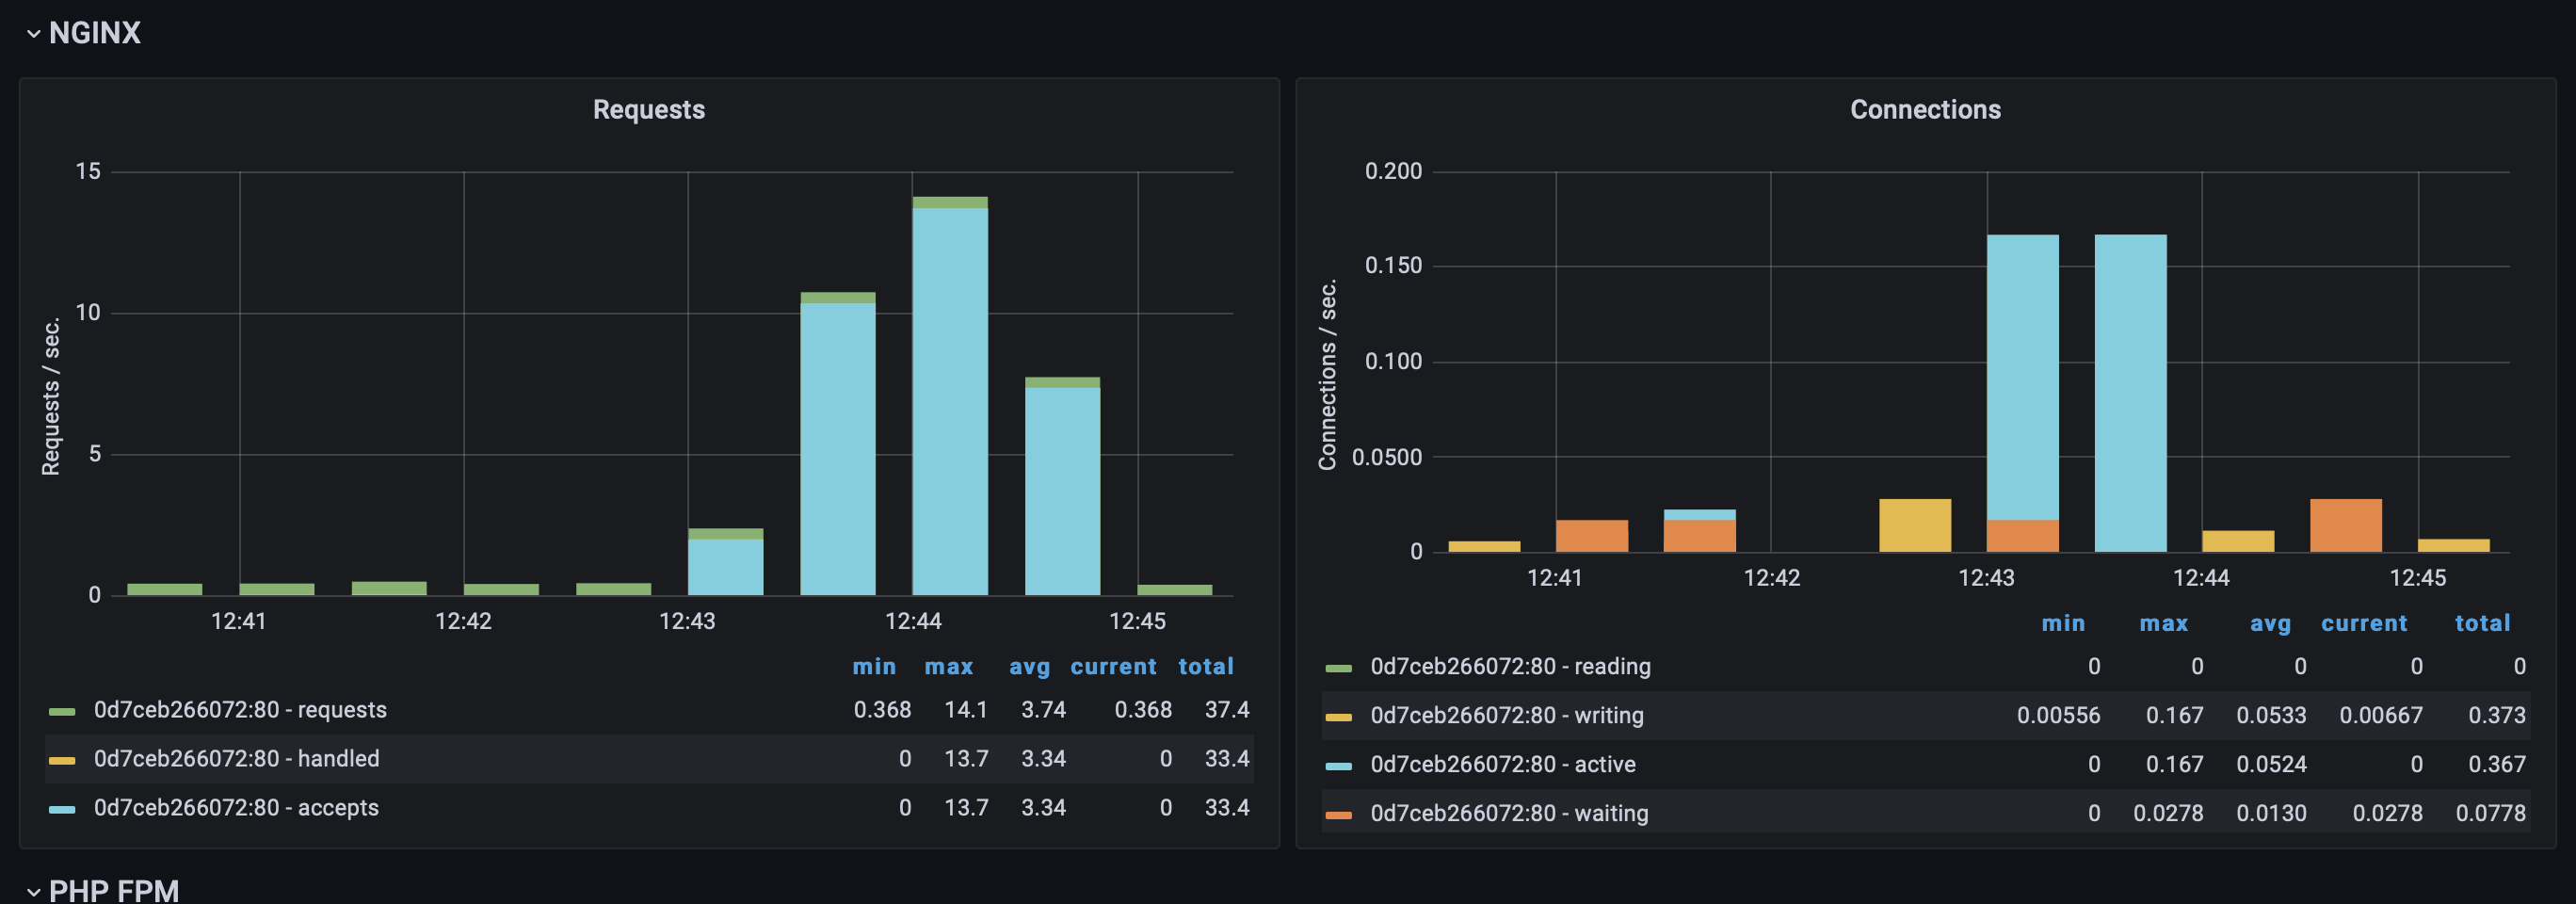 NGINX
Requests
15
10
5
0
Requests / sec.
12:41 12:42 12:43 12:44 12:45
min max avg current total
0d7ceb266072:80 - requests 0.368 14.1 3.74 0.368 37.4
0d7ceb266072:80 - handled 0 13.7 3.34 0 33.4
0d7ceb266072:80 - accepts 0 13.7 3.34 0 33.4
Connections
0.200
0.150
0.100
0.0500
0
Connections / sec.
12:41 12:42 12:43 12:44 12:45
min max avg current total
0d7ceb266072:80 - reading 0 0 0 0 0
0d7ceb266072:80 - writing 0.00556 0.167 0.0533 0.00667 0.373
0d7ceb266072:80 - active 0 0.167 0.0524 0 0.367
0d7ceb266072:80 - waiting 0 0.0278 0.0130 0.0278 0.0778
PHP FPM